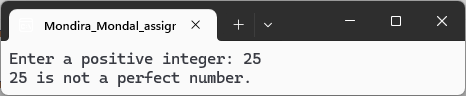 Mondira_Mondal_assigr
Enter a positive integer: 25
25 is not a perfect number.